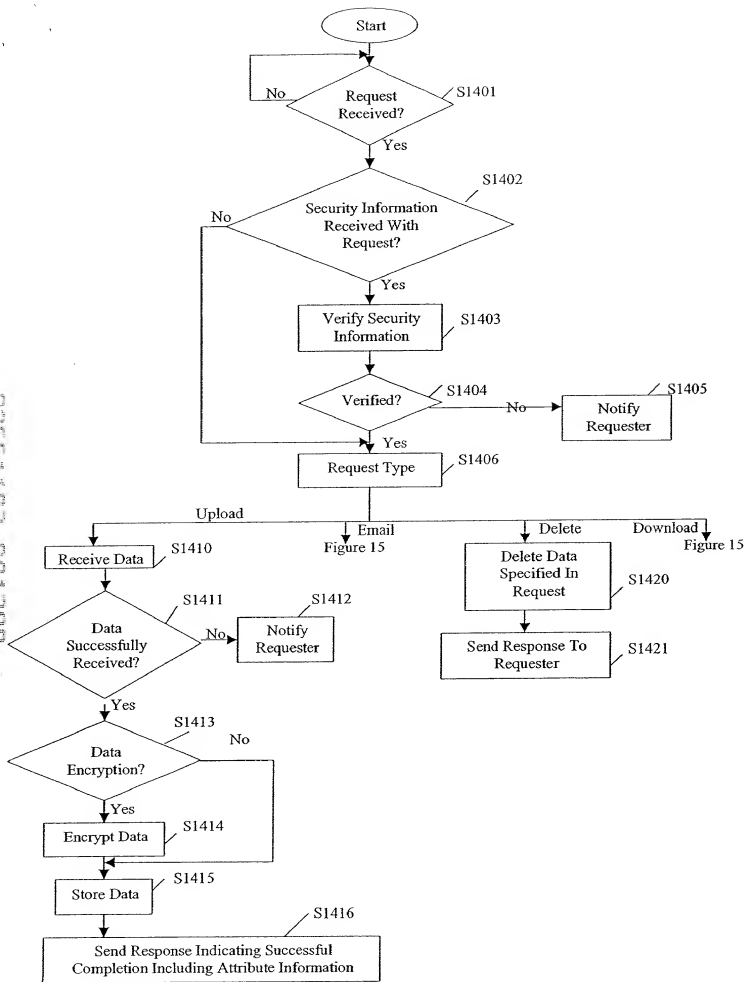 Start
No
Request
Received?
S1401
Yes
S1402
No
Security Information
Received With
Request?
Yes
Verify Security
Information
S1403
Verified?
S1404
No
S1405
Notify
Requester
Yes
Request Type
S1406
Upload
Email
Figure 15
Delete
Download
Figure 15
Receive Data
S1410
Delete Data
Specified In
Request
S1420
Data
Successfully
Received?
S1411
No
S1412
Notify
Requester
Send Response To
Requester
S1421
Yes
S1413
Data
Encryption?
No
Yes
Encrypt Data
S1414
Store Data
S1415
S1416
Send Response Indicating Successful
Completion Including Attribute Information